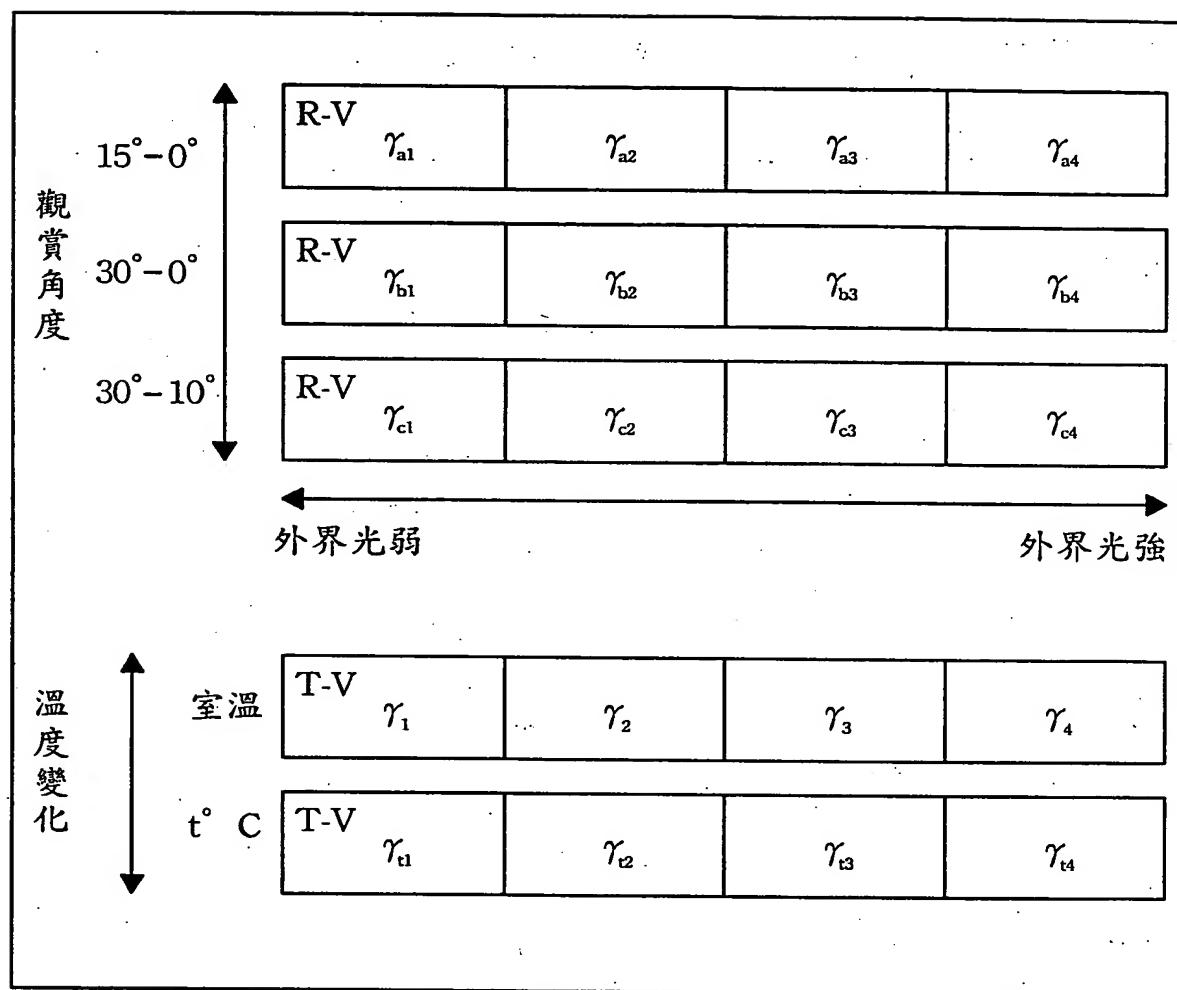 觀賞角度
15°-0°
R-V
γa1 γa2 γa3 γa4
30°-0°
R-V
γb1 γb2 γb3 γb4
30°-10°
R-V
γc1 γc2 γc3 γc4
外界光弱 外界光強
溫度變化
室溫
T-V
γ1 γ2 γ3 γ4
t° C
T-V
γt1 γt2 γt3 γt4